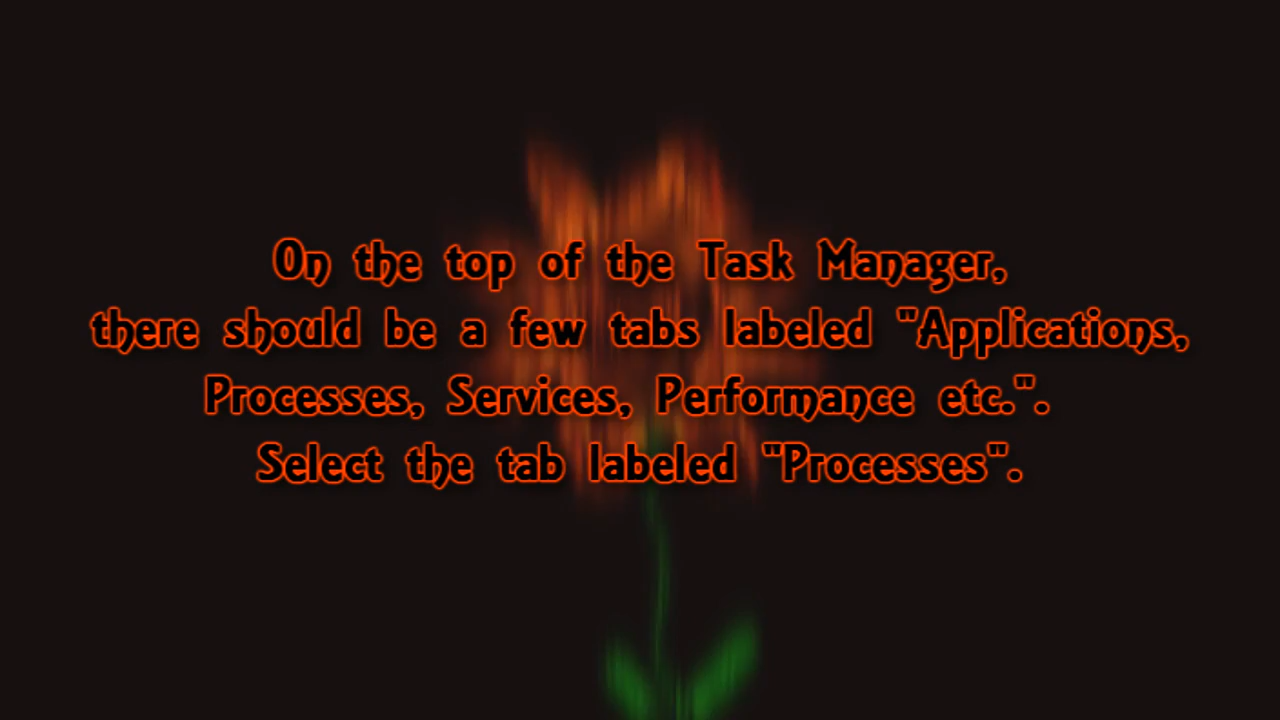 On the top of the Task Manager,
there should be a few tabs labeled "Applications,
Processes, Services, Performance etc.".
Select the tab labeled "Processes".